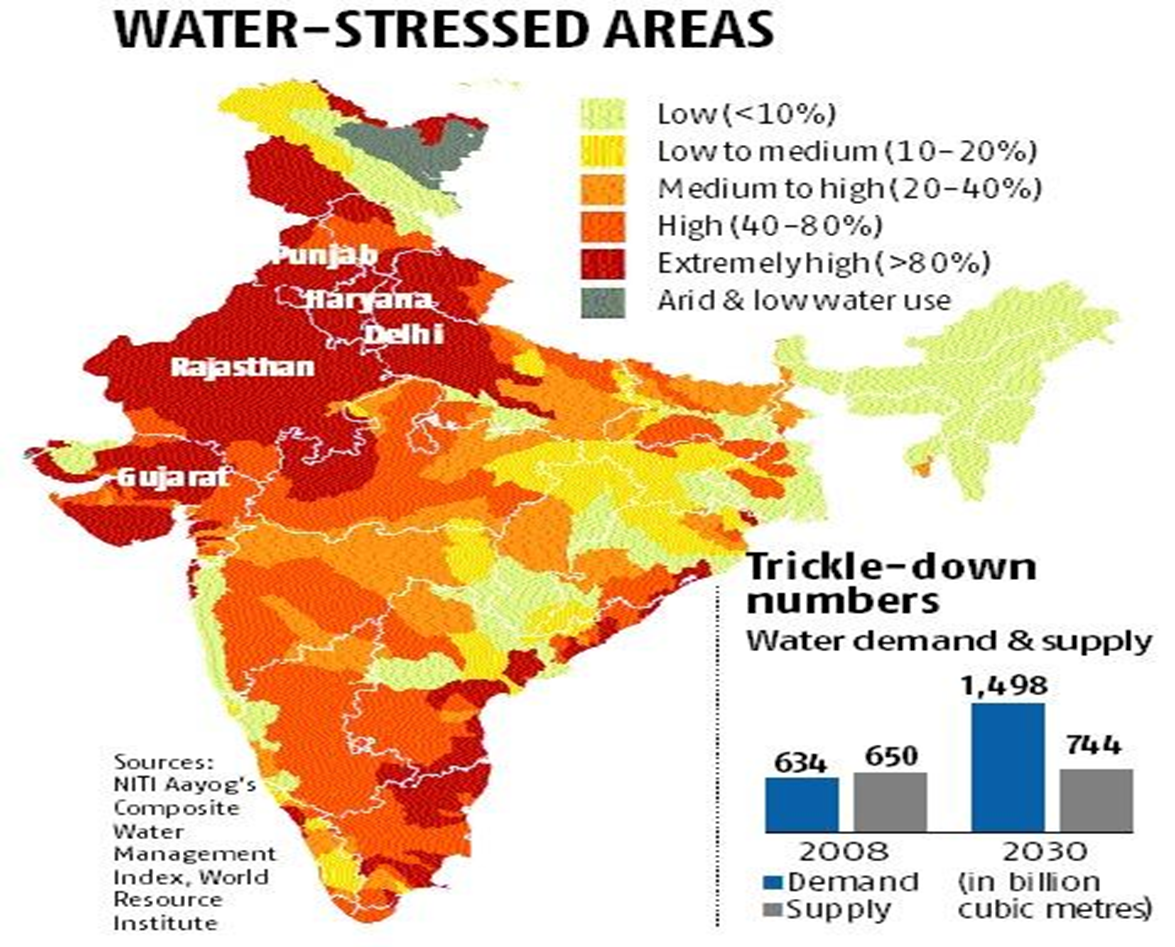 WATER-STRESSED AREAS
Low (<10%)
Low to medium (10-20%)
Medium to high (20-40%)
High (40-80%)
Extremely high (>80%)
Arid & low water use
Punjab
Haryana
Delhi
Rajasthan
Gujarat
Trickle-down
numbers
Water demand & supply
1,498
634
650
744
2008
2030
Demand
Supply
(in billion
cubic metres)
Sources:
NITI Aayog's
Composite
Water
Management
Index, World
Resource
Institute